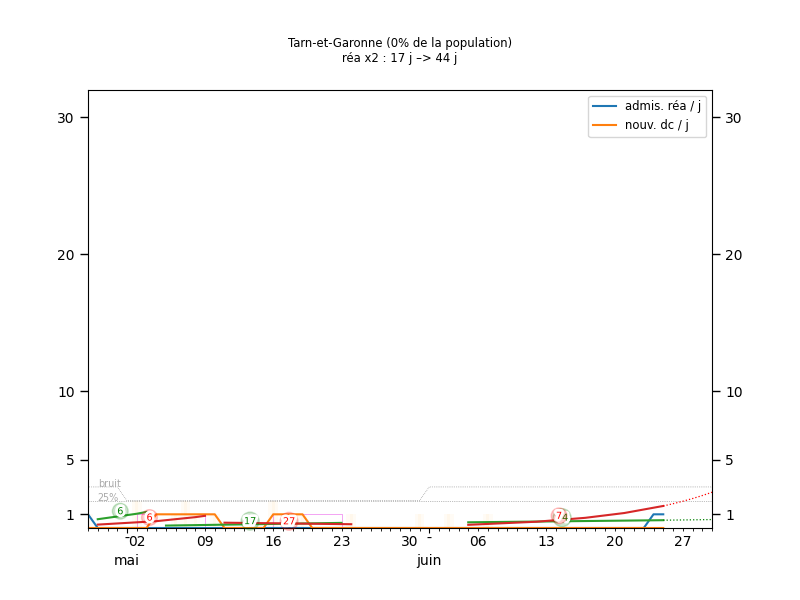 Tarn-et-Garonne (0% de la population)
réa x2 : 17 j –> 44 j
admis. réa / j
nouv. dc / j
30 30
20 20
10 10
5 5
bruit
25%
1 1
6 6 17 27 7
02 09 16 23 30 06 13 20 27
mai juin